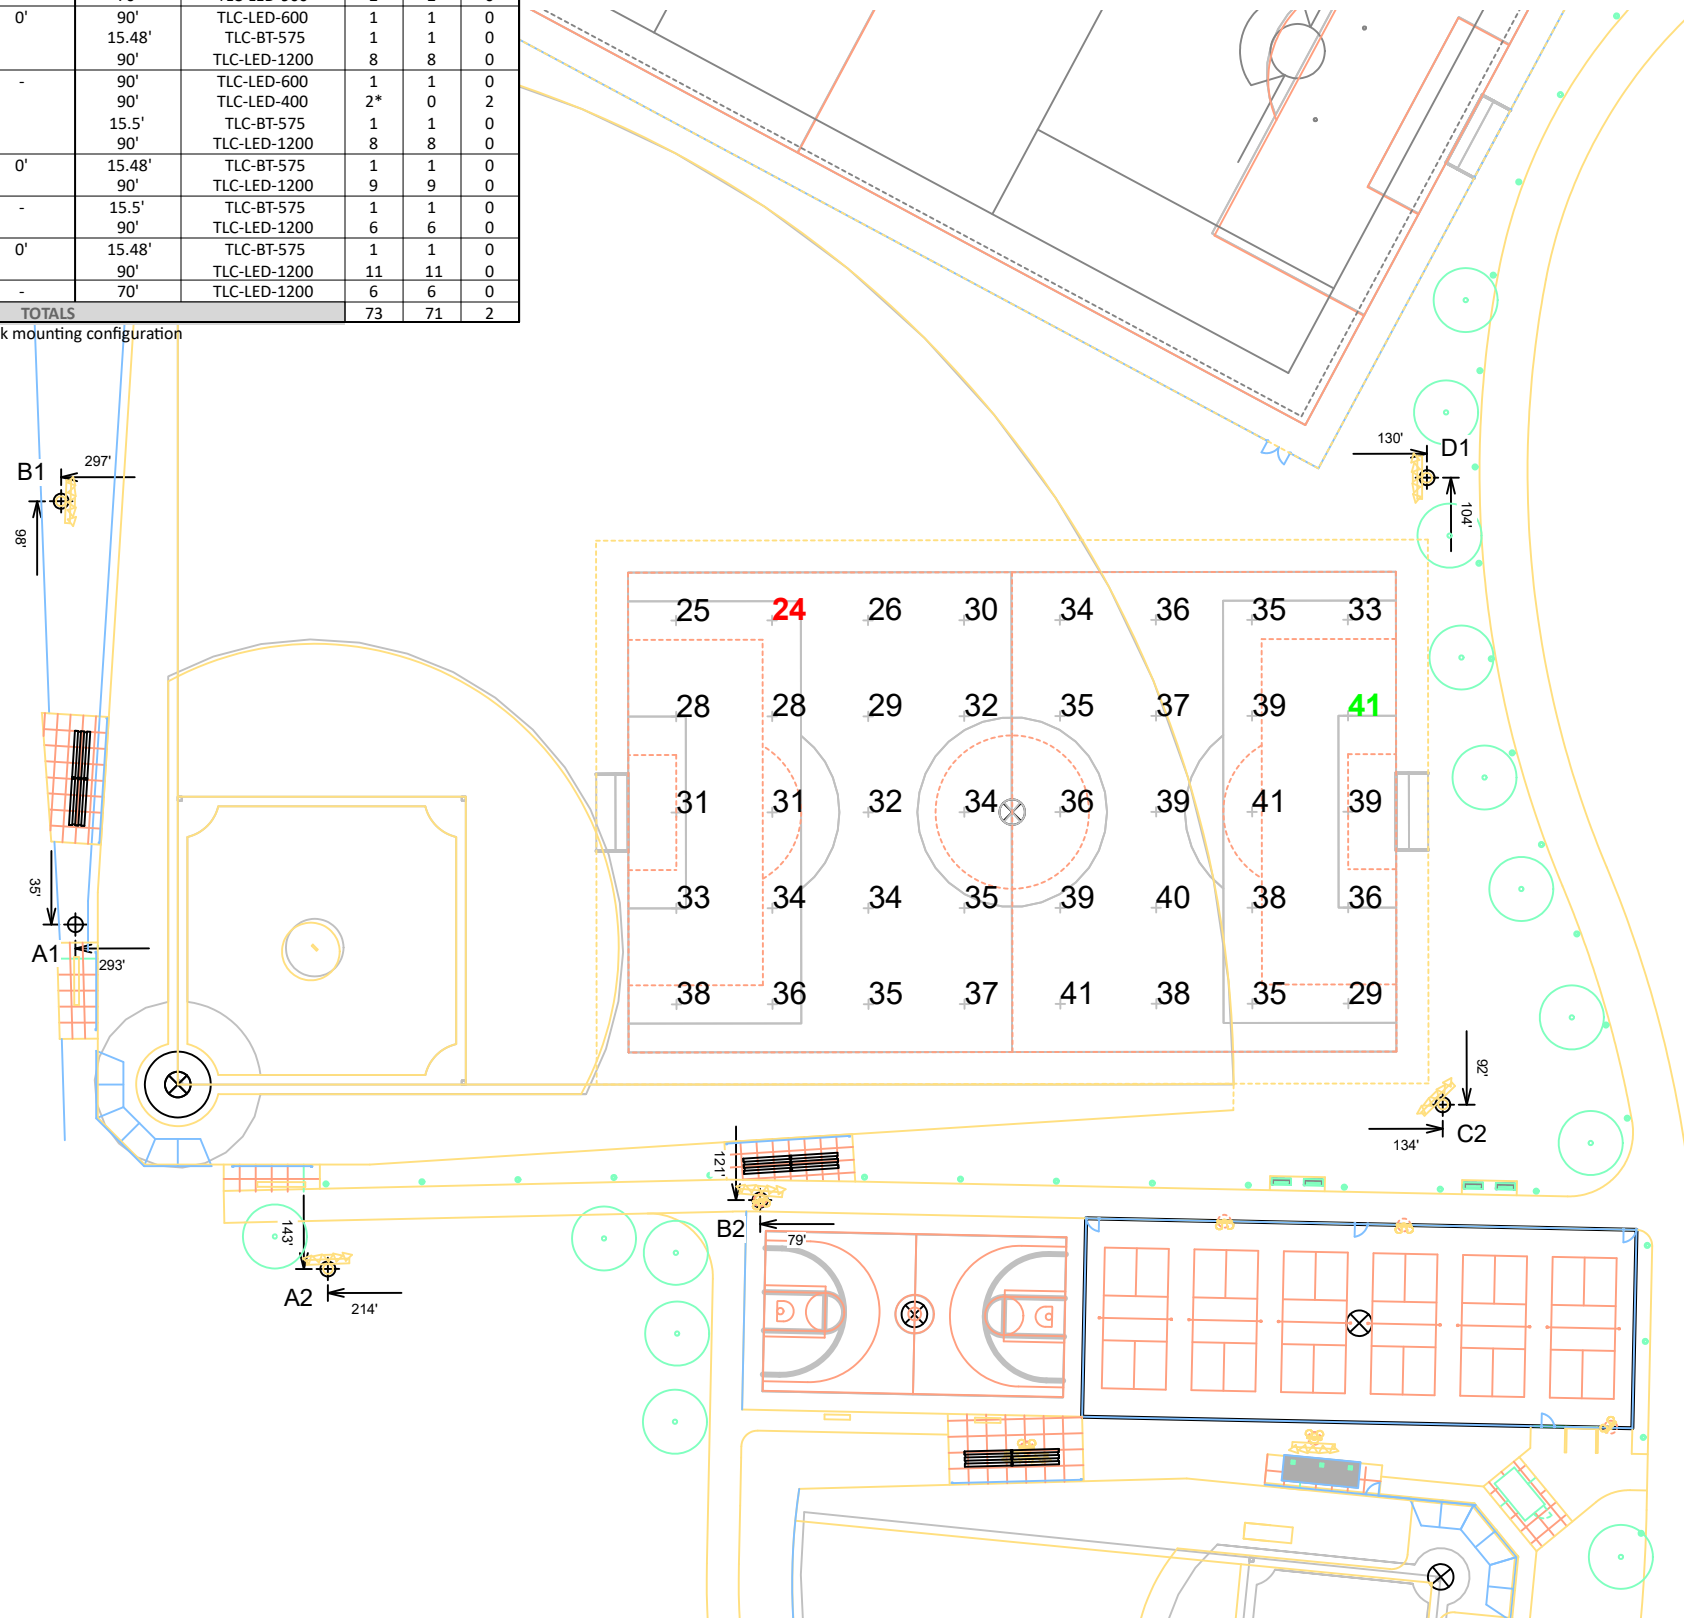 0' 90' TLC-LED-600 1 1 0
15.48' TLC-BT-575 1 1 0
90' TLC-LED-1200 8 8 0
- 90' TLC-LED-600 1 1 0
90' TLC-LED-400 2* 0 2
15.5' TLC-BT-575 1 1 0
90' TLC-LED-1200 8 8 0
0' 15.48' TLC-BT-575 1 1 0
90' TLC-LED-1200 9 9 0
- 15.5' TLC-BT-575 1 1 0
90' TLC-LED-1200 6 6 0
0' 15.48' TLC-BT-575 1 1 0
90' TLC-LED-1200 11 11 0
- 70' TLC-LED-1200 6 6 0
TOTALS 73 71 2
k mounting configuration
B1 297'
98'
130' D1
104'
25 24 26 30 34 36 35 33
28 28 29 32 35 37 39 41
31 31 32 34 36 39 41 39
33 34 34 35 39 40 38 36
38 36 35 37 41 38 35 29
35'
A1 293'
92'
134' C2
121'
B2 79'
143'
A2 214'